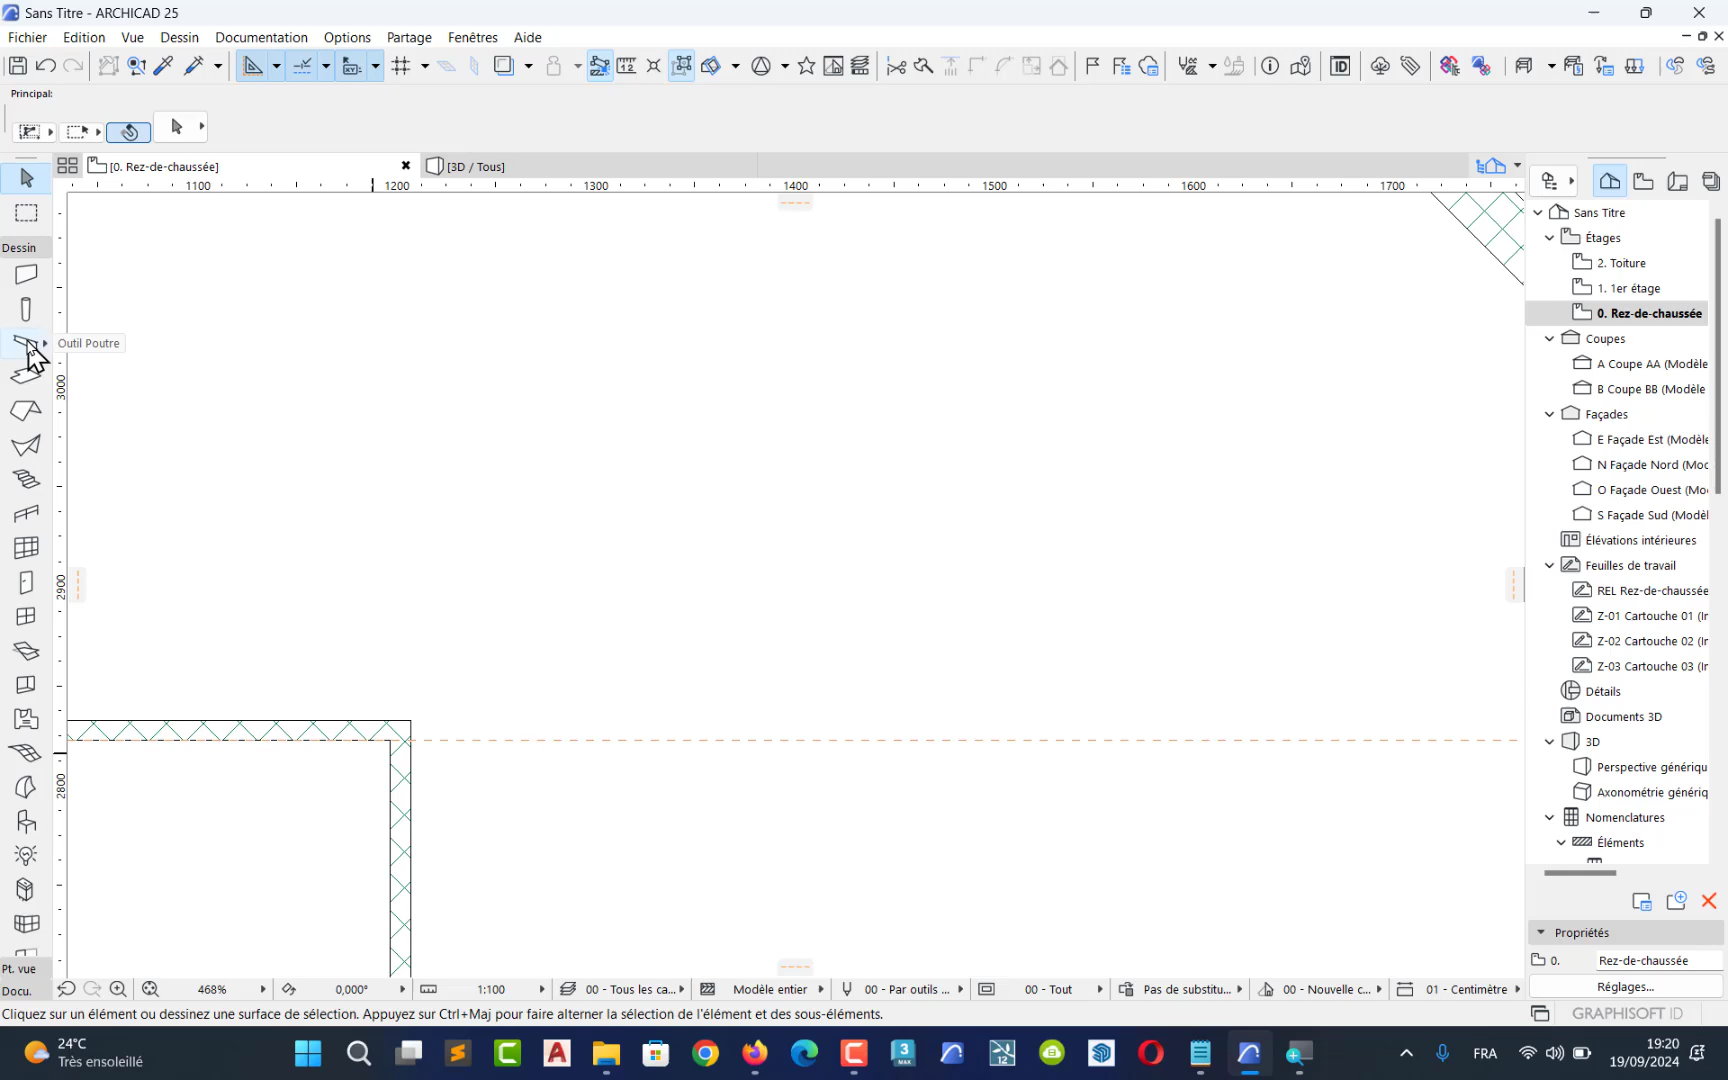 Sans Titre - ARCHICAD 25
Fichier Edition Vue Dessin Documentation Options Partage Fenêtres Aide
Principal:
[0. Rez-de-chaussée] [3D / Tous]
1100 1200 1300 1400 1500 1600 1700
Dessin
Outil Poutre
3000
2900
2800
Sans Titre
Étages
2. Toiture
1. 1er étage
0. Rez-de-chaussée
Coupes
A Coupe AA (Modèle
B Coupe BB (Modèle
Façades
E Façade Est (Modèle
N Façade Nord (Moc
O Façade Ouest (Mo
S Façade Sud (Modèl
Élévations intérieures
Feuilles de travail
REL Rez-de-chaussée
Z-01 Cartouche 01 (Ir
Z-02 Cartouche 02 (Ir
Z-03 Cartouche 03 (Ir
Détails
Documents 3D
3D
Perspective génériqu
Axonométrie génériq
Nomenclatures
Éléments
Propriétés
0. Rez-de-chaussée
Réglages...
Pt. vue
Docu.
468% 0,000° 1:100 00 - Tous les ca... Modèle entier 00 - Par outils ... 00 - Tout Pas de substitu... 00 - Nouvelle c... 01 - Centimètre
Cliquez sur un élément ou dessinez une surface de sélection. Appuyez sur Ctrl+Maj pour faire alterner la sélection de l'élément et des sous-éléments.
GRAPHISOFT ID
24°C
Très ensoleillé
FRA
19:20
19/09/2024